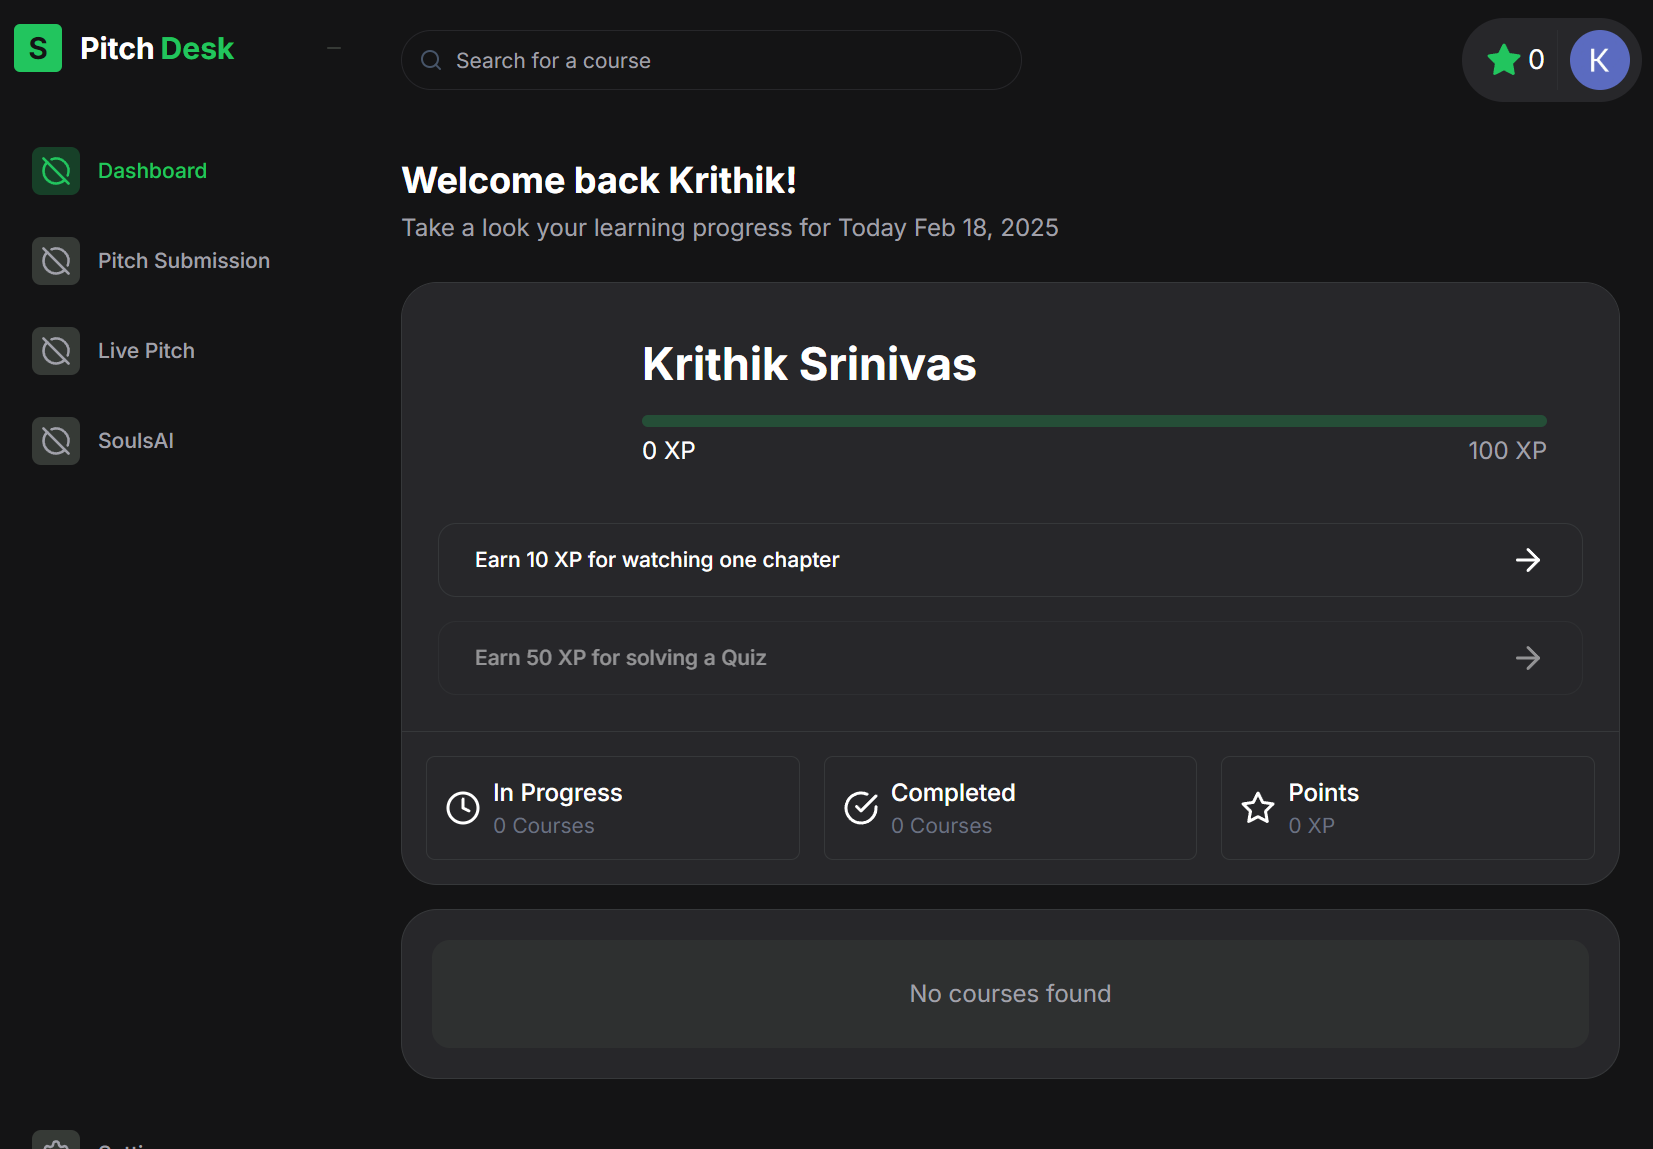 S Pitch Desk
Search for a course
0 K
Dashboard
Pitch Submission
Live Pitch
SoulsAI
Welcome back Krithik!
Take a look your learning progress for Today Feb 18, 2025
Krithik Srinivas
0 XP 100 XP
Earn 10 XP for watching one chapter
Earn 50 XP for solving a Quiz
In Progress
0 Courses
Completed
0 Courses
Points
0 XP
No courses found